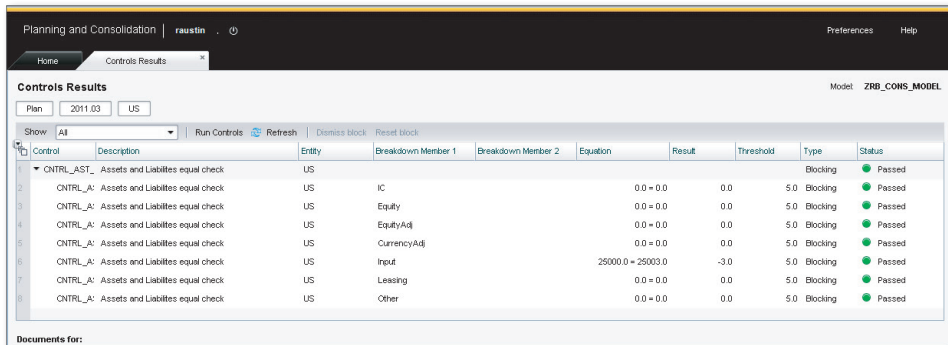 Planning and Consolidation | raustin .
Preferences Help
Home Controls Results ×
Controls Results
Model: ZRB_CONS_MODEL
Plan 2011.03 US
Show All Run Controls Refresh Dismiss block Reset block
Control Description Entity Breakdown Member 1 Breakdown Member 2 Equation Result Threshold Type Status
1 CNTRL_AST_ Assets and Liabilites equal check US Blocking Passed
2 CNTRL_A: Assets and Liabilites equal check US IC 0.0 = 0.0 0.0 5.0 Blocking Passed
3 CNTRL_A: Assets and Liabilites equal check US Equity 0.0 = 0.0 0.0 5.0 Blocking Passed
4 CNTRL_A: Assets and Liabilites equal check US EquityAdj 0.0 = 0.0 0.0 5.0 Blocking Passed
5 CNTRL_A: Assets and Liabilites equal check US CurrencyAdj 0.0 = 0.0 0.0 5.0 Blocking Passed
6 CNTRL_A: Assets and Liabilites equal check US Input 25000.0 = 25003.0 -3.0 5.0 Blocking Passed
7 CNTRL_A: Assets and Liabilites equal check US Leasing 0.0 = 0.0 0.0 5.0 Blocking Passed
8 CNTRL_A: Assets and Liabilites equal check US Other 0.0 = 0.0 0.0 5.0 Blocking Passed
Documents for: